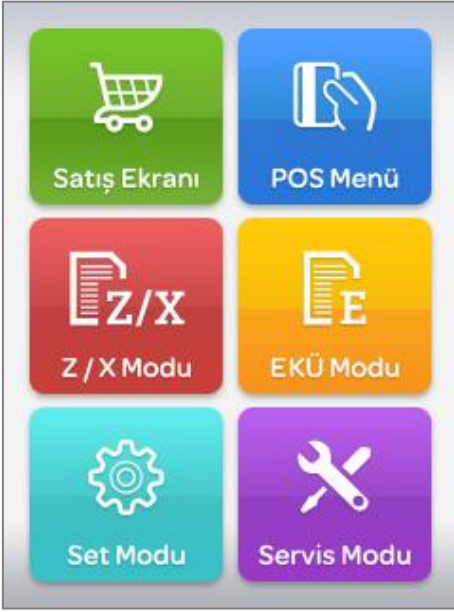 Satış Ekranı
POS Menü
Z/X
Z / X Modu
E
EKÜ Modu
Set Modu
Servis Modu